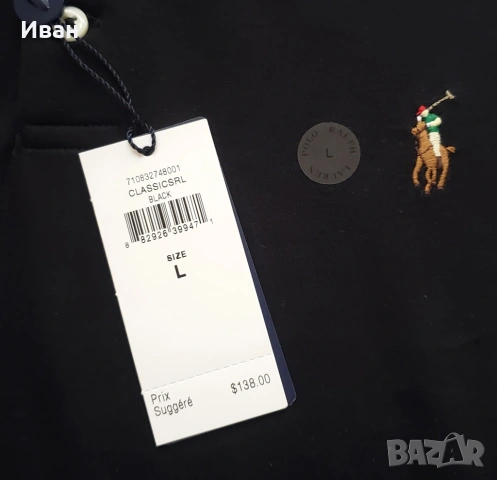 Иван
710832748001
CLASSICSRL
BLACK
8 82926 39947 1
SIZE
L
Prix
Suggéré
$138.00
POLO RALPH LAUREN
L
BAZAR